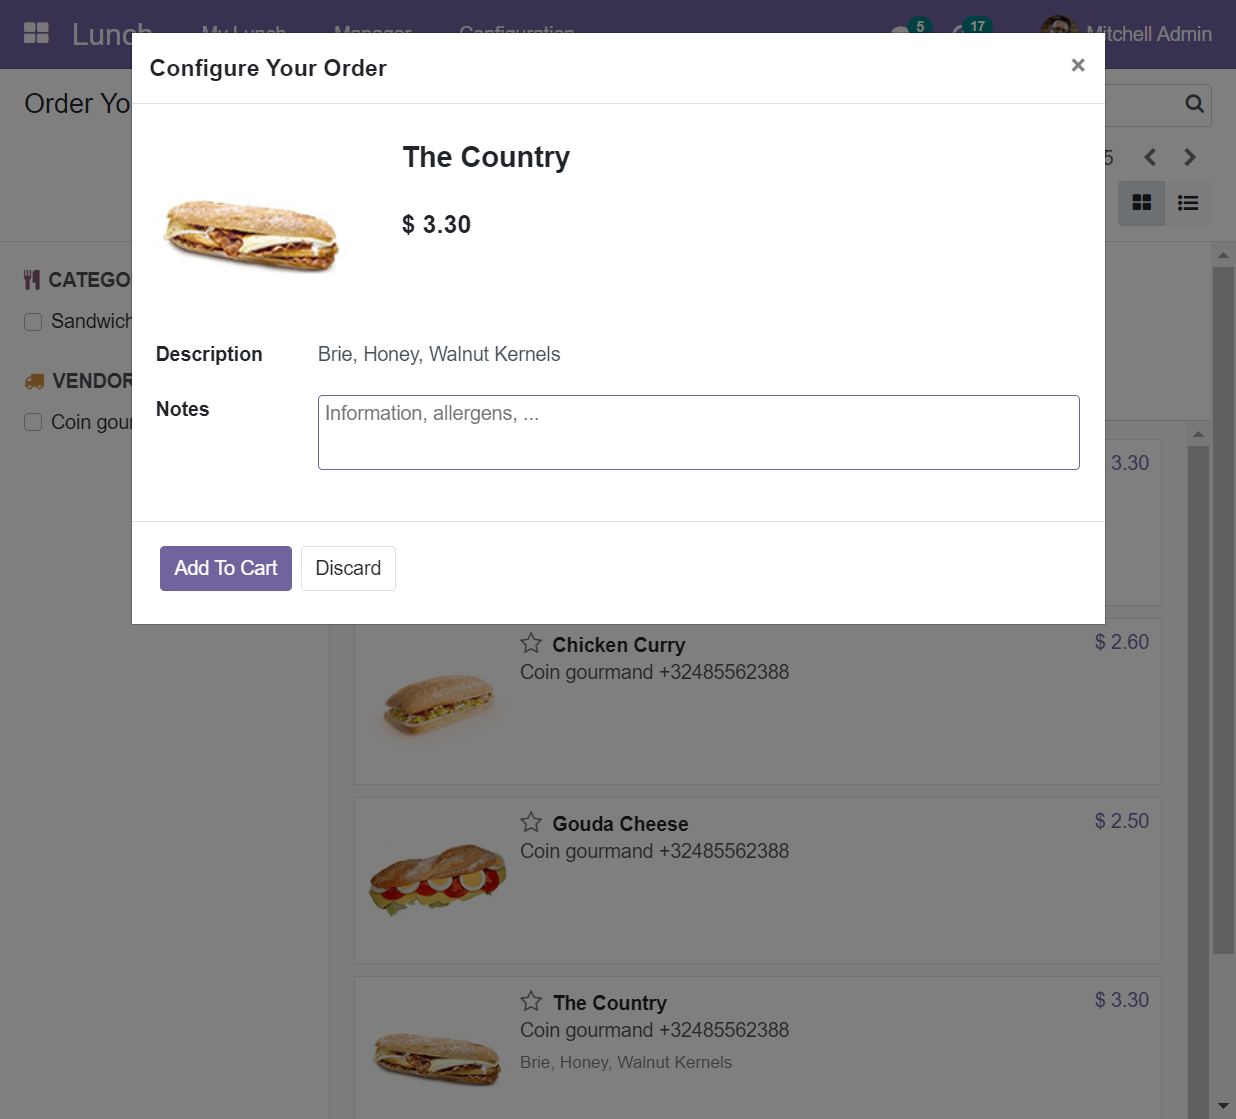 Lunch
My Lunch
Manager
Configuration
5
17
Mitchell Admin
Configure Your Order
×
Order Yo
5
The Country
$ 3.30
CATEGO
Sandwich
VENDOR
Coin gour
Description
Brie, Honey, Walnut Kernels
Notes
Information, allergens, ...
3.30
Add To Cart
Discard
Chicken Curry
$ 2.60
Coin gourmand +32485562388
Gouda Cheese
$ 2.50
Coin gourmand +32485562388
The Country
$ 3.30
Coin gourmand +32485562388
Brie, Honey, Walnut Kernels